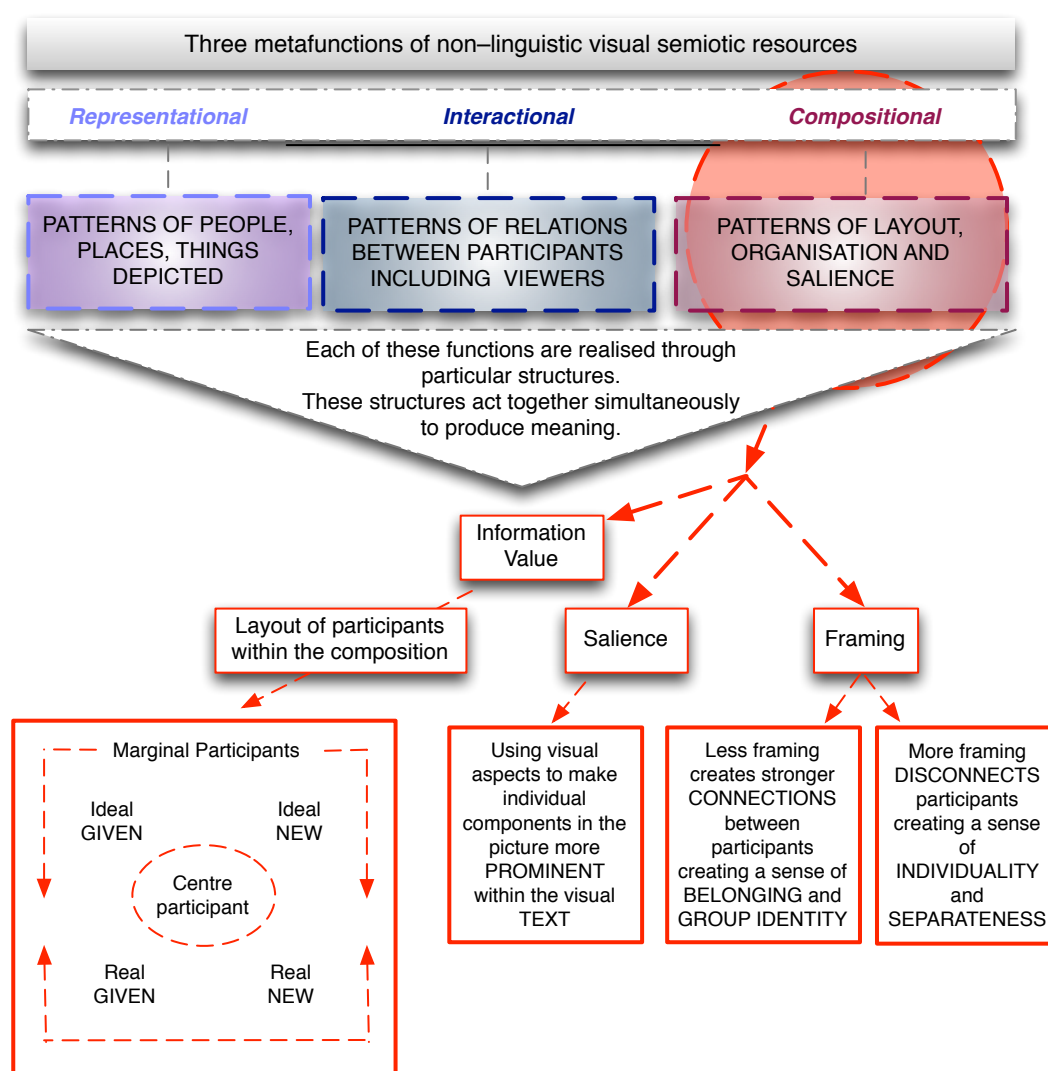 Three metafunctions of non–linguistic visual semiotic resources
Representational
Interactional
Compositional
PATTERNS OF PEOPLE,
PLACES, THINGS
DEPICTED
PATTERNS OF RELATIONS
BETWEEN PARTICIPANTS
INCLUDING VIEWERS
PATTERNS OF LAYOUT,
ORGANISATION AND
SALIENCE
Each of these functions are realised through
particular structures.
These structures act together simultaneously
to produce meaning.
Information
Value
Layout of participants
within the composition
Salience
Framing
Marginal Participants
Ideal
GIVEN
Ideal
NEW
Centre
participant
Real
GIVEN
Real
NEW
Using visual
aspects to make
individual
components in the
picture more
PROMINENT
within the visual
TEXT
Less framing
creates stronger
CONNECTIONS
between
participants
creating a sense of
BELONGING and
GROUP IDENTITY
More framing
DISCONNECTS
participants
creating a sense
of
INDIVIDUALITY
and
SEPARATENESS